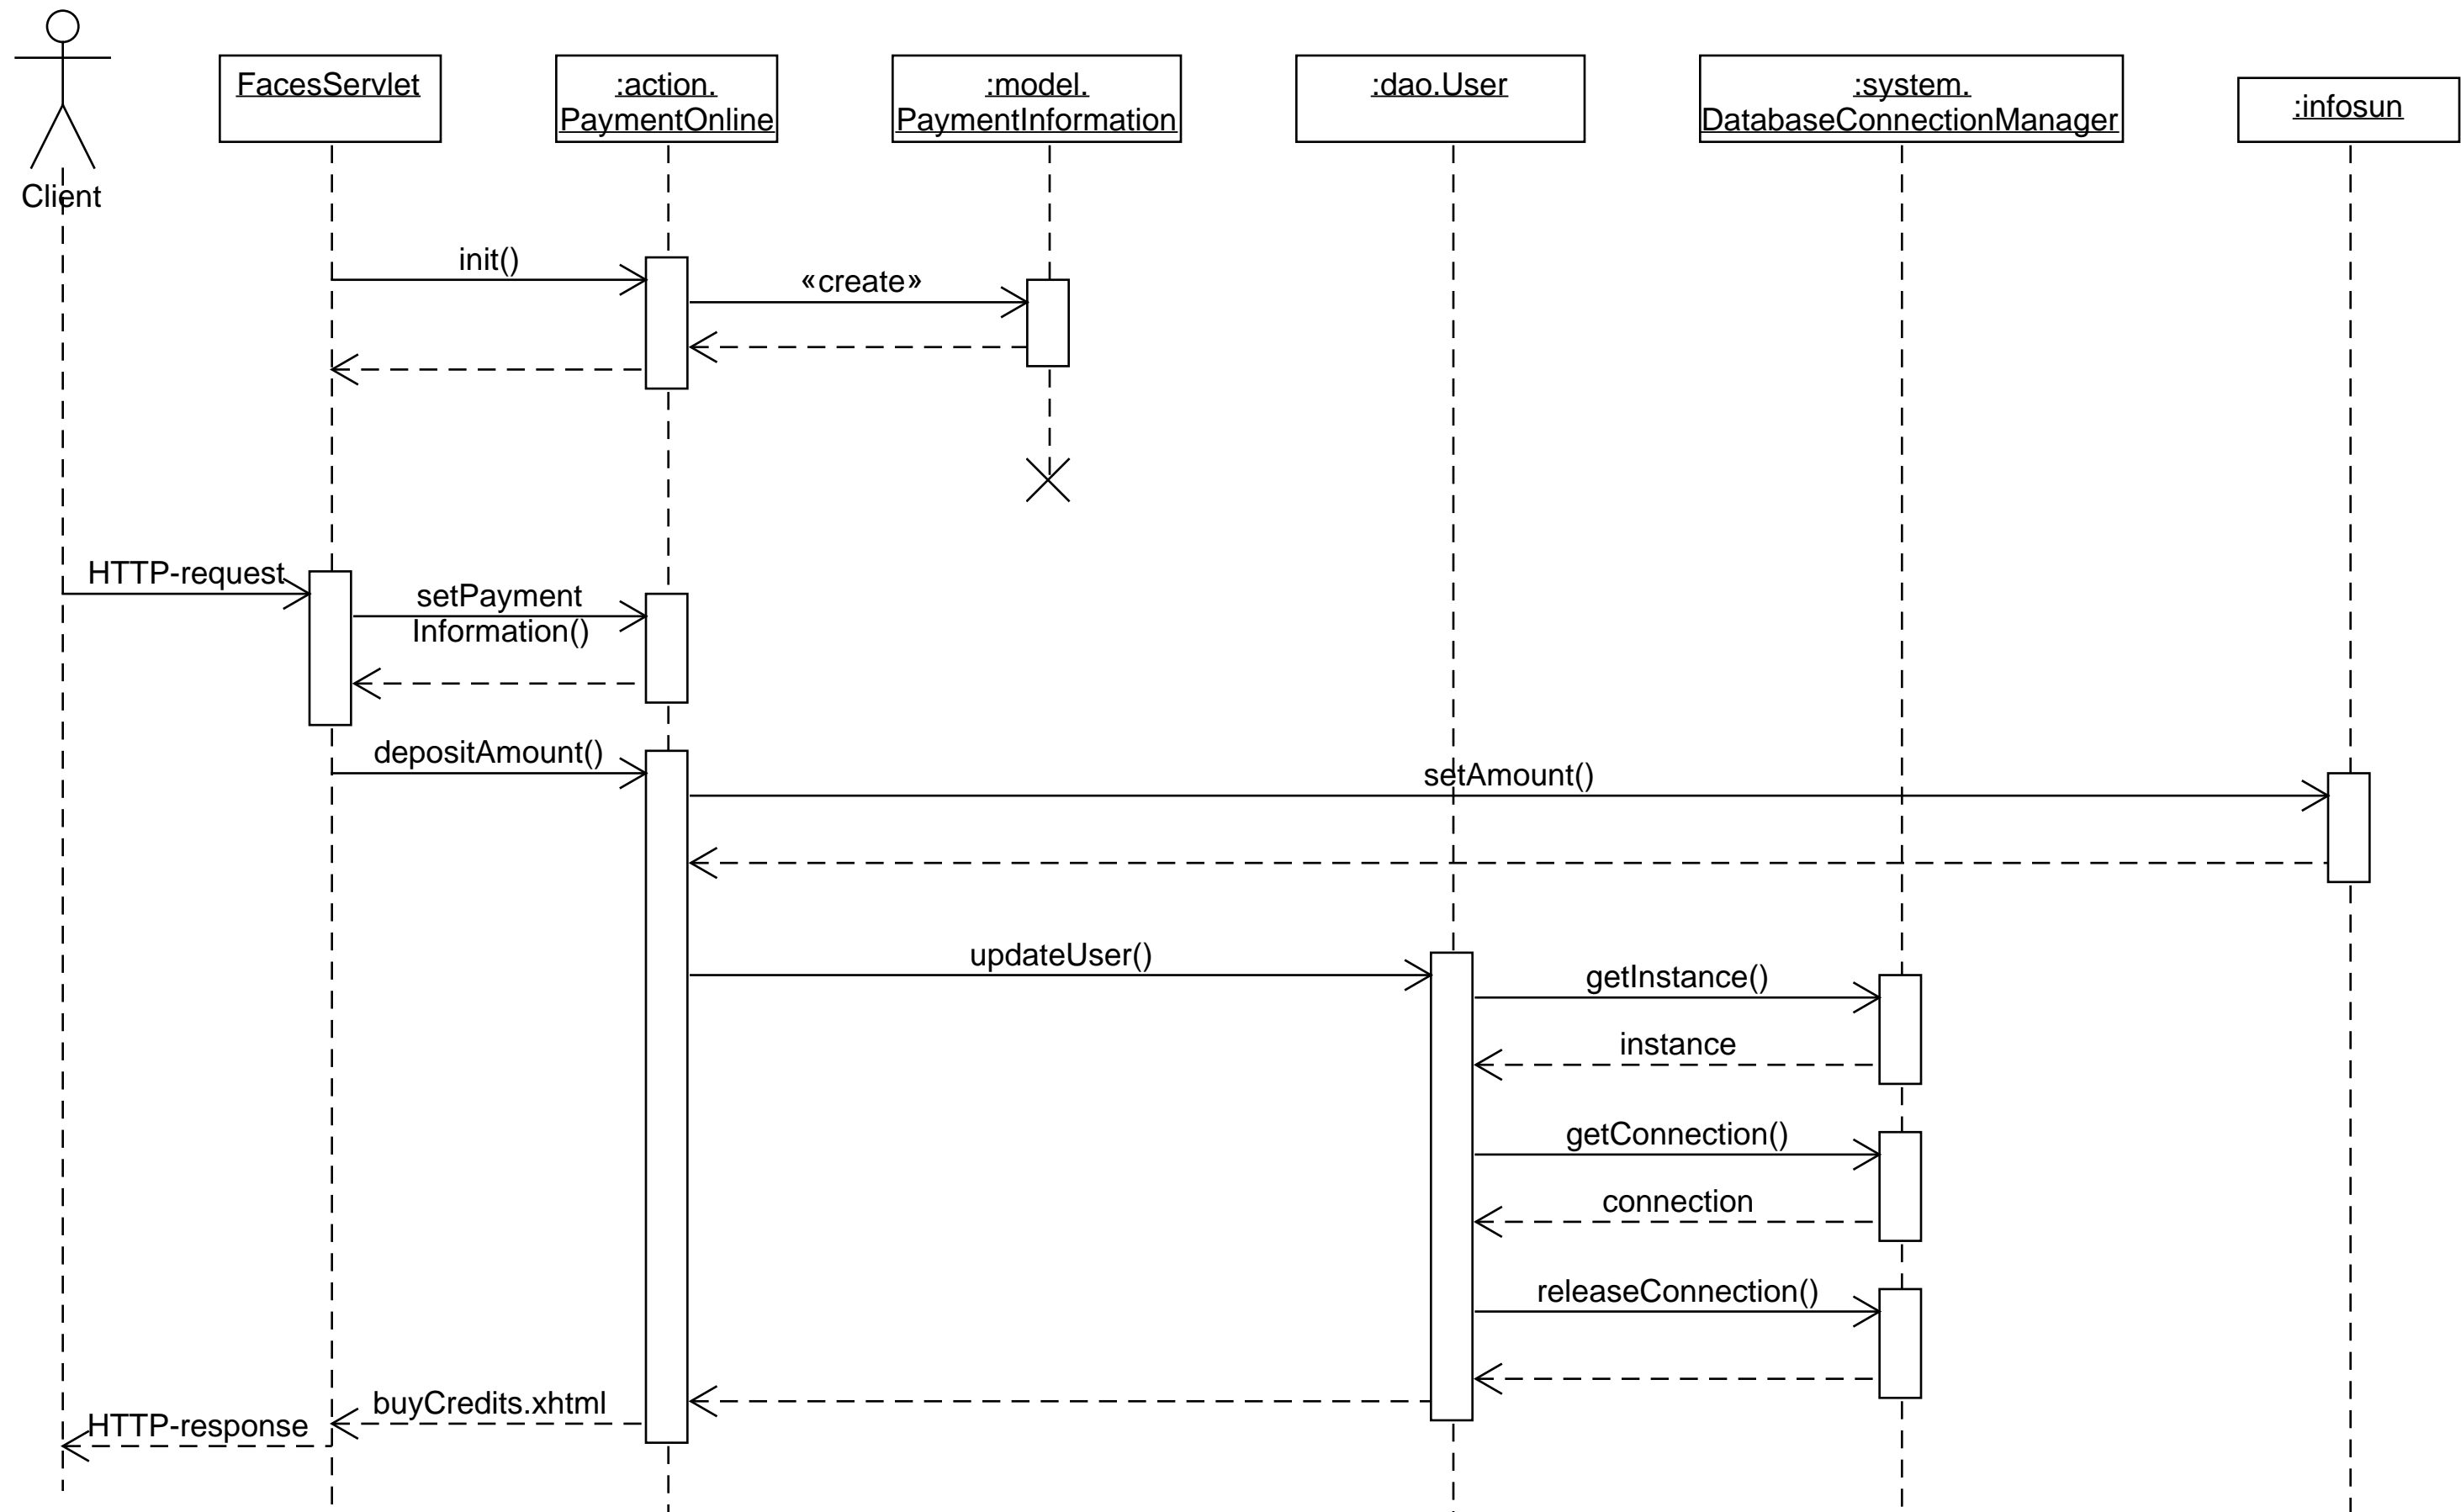 FacesServlet
:action.
PaymentOnline
:model.
PaymentInformation
:dao.User
:system.
DatabaseConnectionManager
:infosun
Client
init()
«create»
HTTP-request
setPayment
Information()
depositAmount()
setAmount()
updateUser()
getInstance()
instance
getConnection()
connection
releaseConnection()
buyCredits.xhtml
HTTP-response